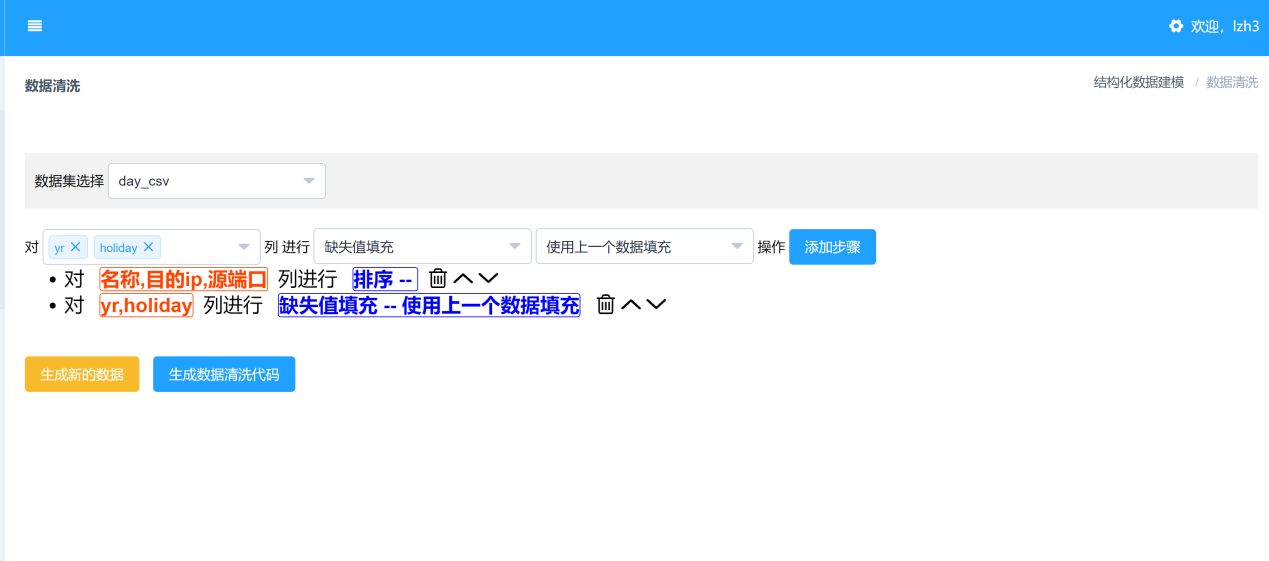 欢迎，lzh3
数据清洗
结构化数据建模 / 数据清洗
数据集选择 day_csv
对 yr holiday 列 进行 缺失值填充 使用上一个数据填充 操作 添加步骤
对 名称,目的ip,源端口 列进行 排序 --
对 yr,holiday 列进行 缺失值填充 -- 使用上一个数据填充
生成新的数据 生成数据清洗代码